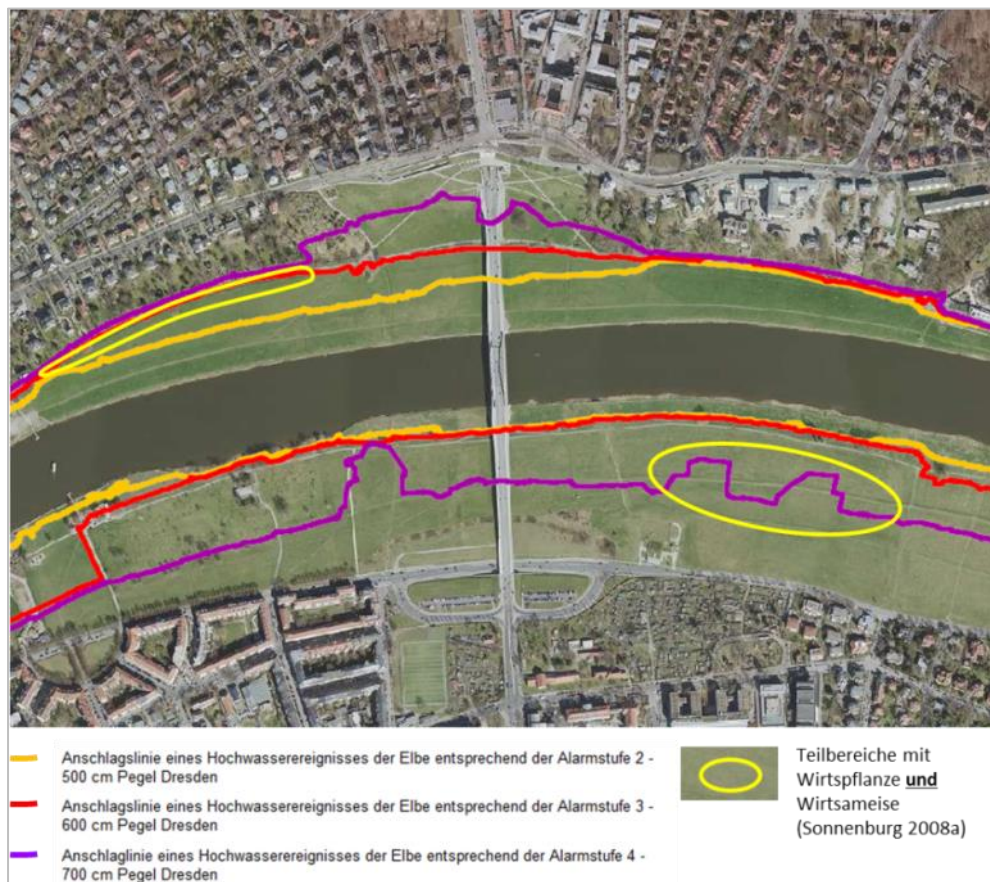 Anschlagslinie eines Hochwasserereignisses der Elbe entsprechend der Alarmstufe 2 -
500 cm Pegel Dresden
Anschlagslinie eines Hochwasserereignisses der Elbe entsprechend der Alarmstufe 3 -
600 cm Pegel Dresden
Anschlaglinie eines Hochwasserereignisses der Elbe entsprechend der Alarmstufe 4 -
700 cm Pegel Dresden
Teilbereiche mit
Wirtspflanze und
Wirtsameise
(Sonnenburg 2008a)